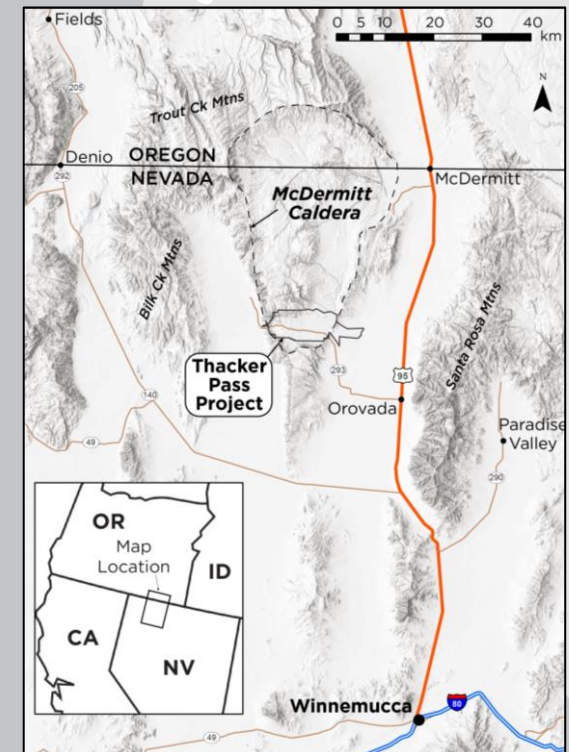 Fields
0 5 10 20 30 40
km
N
205
Trout Ck Mtns
Denio
OREGON
292
NEVADA
McDermitt
McDermitt
Caldera
Bilk Ck Mtns
Santa Rosa Mtns
Thacker
Pass
Project
293
95
140
Orovada
Paradise
Valley
49
290
OR
Map
Location
ID
CA
NV
Winnemucca
80
49